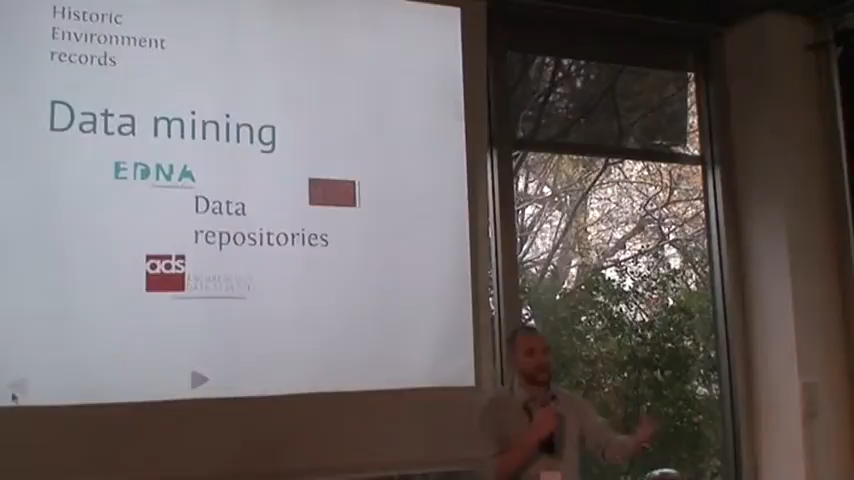 Historic
Environment
records
Data mining
EDNA
Data
repositories
ads